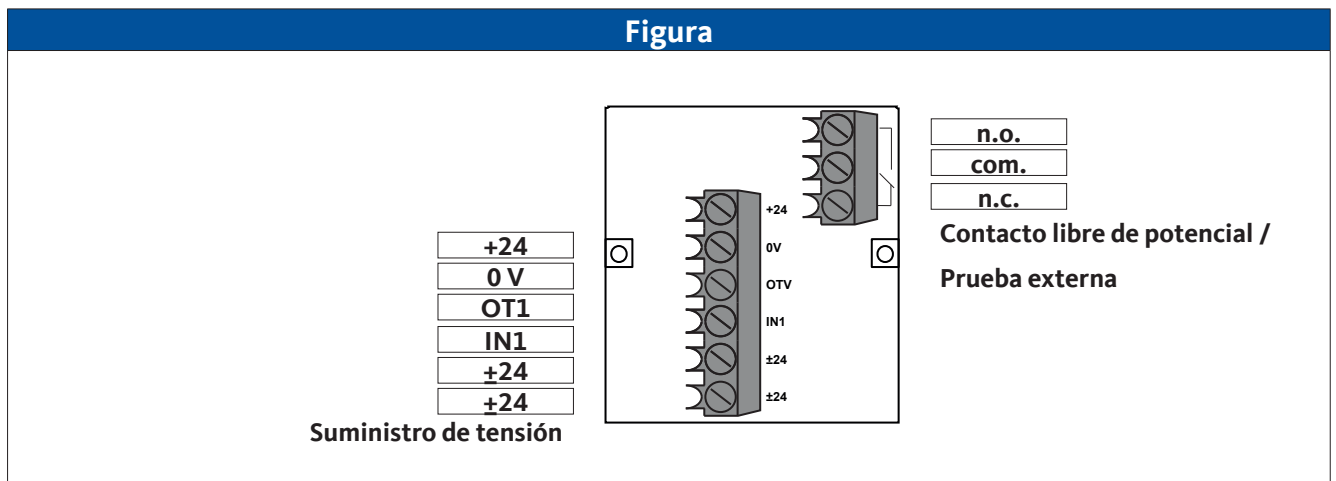 Figura
n.o.
com.
n.c.
Contacto libre de potencial /
Prueba externa
+24
0V
OTV
IN1
±24
±24
+24
0 V
OT1
IN1
±24
±24
Suministro de tensión